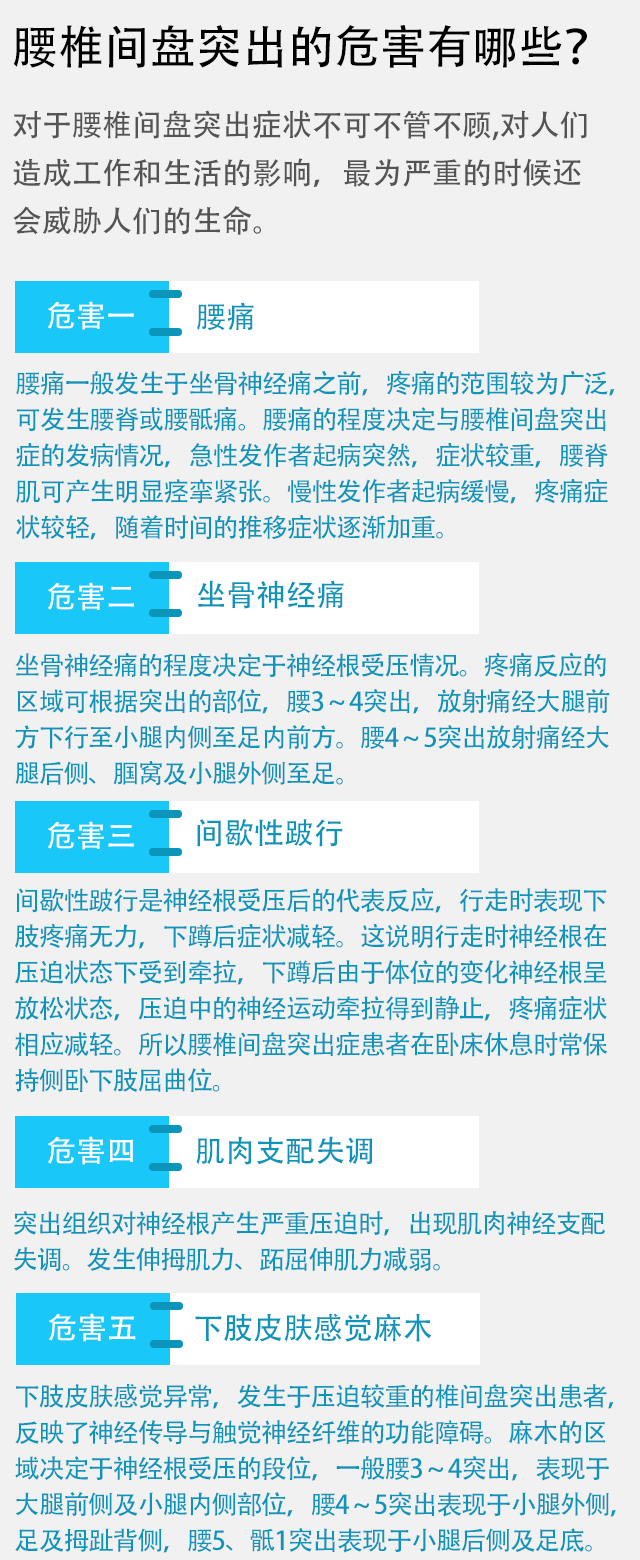 腰椎间盘突出的危害有哪些？
对于腰椎间盘突出症状不可不管不顾,对人们
造成工作和生活的影响，最为严重的时候还
会威胁人们的生命。
危害一 腰痛
腰痛一般发生于坐骨神经痛之前，疼痛的范围较为广泛，
可发生腰脊或腰骶痛。腰痛的程度决定与腰椎间盘突出
症的发病情况，急性发作者起病突然，症状较重，腰脊
肌可产生明显痉挛紧张。慢性发作者起病缓慢，疼痛症
状较轻，随着时间的推移症状逐渐加重。
危害二 坐骨神经痛
坐骨神经痛的程度决定于神经根受压情况。疼痛反应的
区域可根据突出的部位，腰3～4突出，放射痛经大腿前
方下行至小腿内侧至足内前方。腰4～5突出放射痛经大
腿后侧、腘窝及小腿外侧至足。
危害三 间歇性跛行
间歇性跛行是神经根受压后的代表反应，行走时表现下
肢疼痛无力，下蹲后症状减轻。这说明行走时神经根在
压迫状态下受到牵拉，下蹲后由于体位的变化神经根呈
放松状态，压迫中的神经运动牵拉得到静止，疼痛症状
相应减轻。所以腰椎间盘突出症患者在卧床休息时常保
持侧卧下肢屈曲位。
危害四 肌肉支配失调
突出组织对神经根产生严重压迫时，出现肌肉神经支配
失调。发生伸拇肌力、跖屈伸肌力减弱。
危害五 下肢皮肤感觉麻木
下肢皮肤感觉异常，发生于压迫较重的椎间盘突出患者，
反映了神经传导与触觉神经纤维的功能障碍。麻木的区
域决定于神经根受压的段位，一般腰3～4突出，表现于
大腿前侧及小腿内侧部位，腰4～5突出表现于小腿外侧，
足及拇趾背侧，腰5、骶1突出表现于小腿后侧及足底。